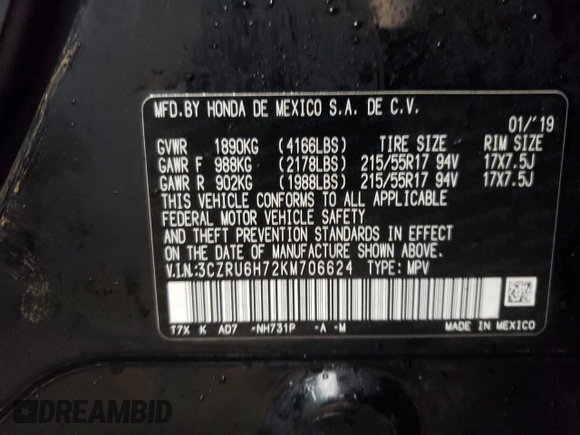 MFD.BY HONDA DE MEXICO S.A. DE C.V.
01/'19
GVWR 1890KG (4166LBS) TIRE SIZE RIM SIZE
GAWR F 988KG (2178LBS) 215/55R17 94V 17X7.5J
GAWR R 902KG (1988LBS) 215/55R17 94V 17X7.5J
THIS VEHICLE CONFORMS TO ALL APPLICABLE
FEDERAL MOTOR VEHICLE SAFETY
AND THEFT PREVENTION STANDARDS IN EFFECT
ON THE DATE OF MANUFACTURE SHOWN ABOVE.
V.I.N.:3CZRU6H72KM706624 TYPE: MPV
T7X K AD7 -NH731P -A -M MADE IN MEXICO
DREAMBID